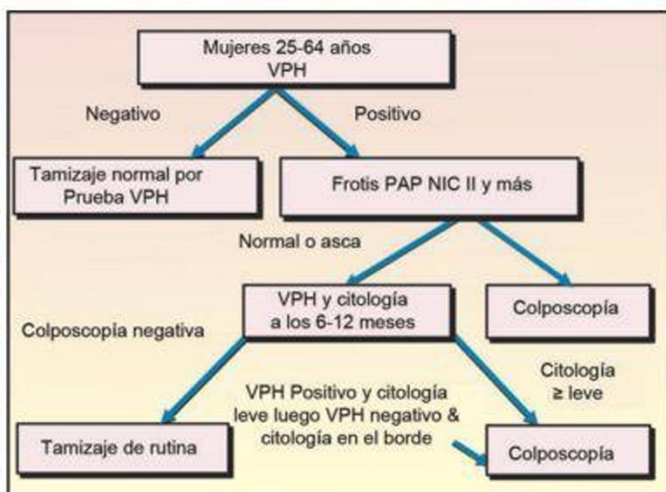 Mujeres 25-64 años
VPH
Negativo
Positivo
Tamizaje normal por
Prueba VPH
Frotis PAP NIC II y más
Normal o asca
VPH y citología
a los 6-12 meses
Colposcopía
Colposcopía negativa
Citología
≥ leve
VPH Positivo y citología
leve luego VPH negativo &
citología en el borde
Tamizaje de rutina
Colposcopía